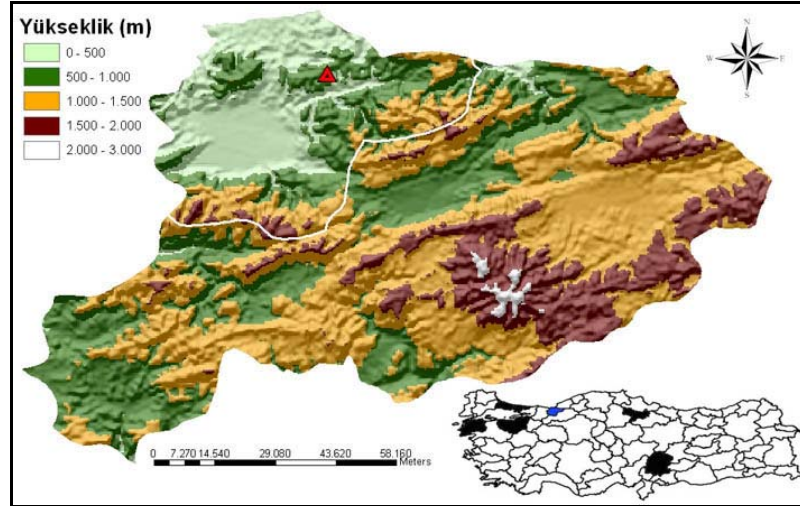 Yükseklik (m)
0 - 500
500 - 1.000
1.000 - 1.500
1.500 - 2.000
2.000 - 3.000
N
W E
S
0 7.270 14.540 29.080 43.620 58.160
Meters